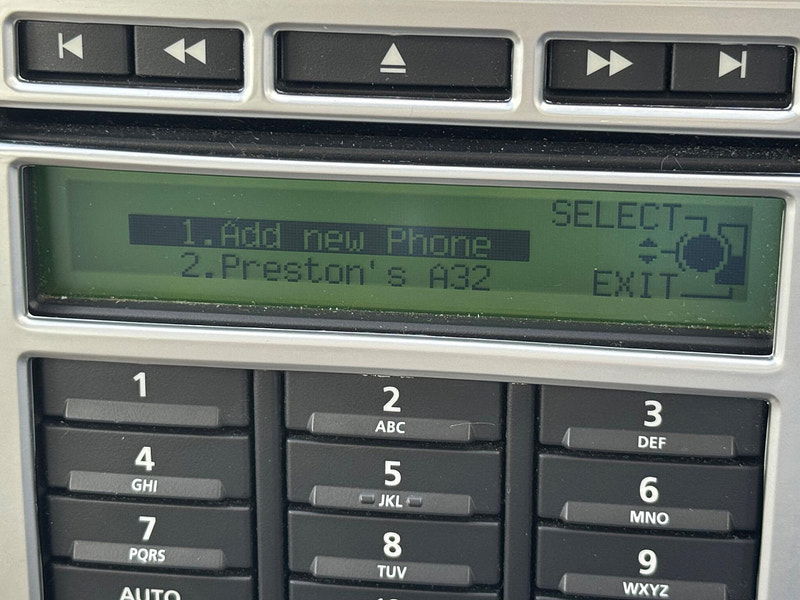 1.Add new Phone
2.Preston's A32
SELECT
EXIT
1
2
ABC
3
DEF
4
GHI
5
JKL
6
MNO
7
PQRS
8
TUV
9
WXYZ
AUTO